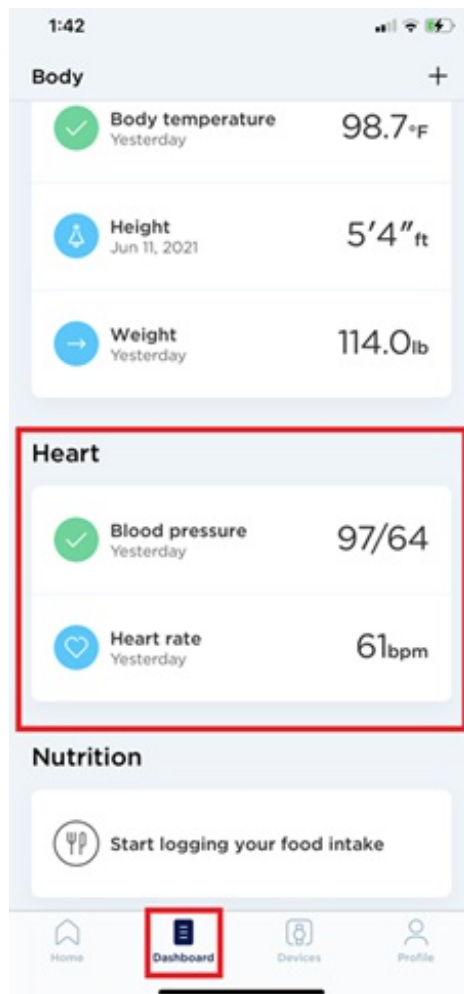 1:42
Body
+
Body temperature
Yesterday
98.7°F
Height
Jun 11, 2021
5'4"ft
Weight
Yesterday
114.0lb
Heart
Blood pressure
Yesterday
97/64
Heart rate
Yesterday
61bpm
Nutrition
Start logging your food intake
Home
Dashboard
Devices
Profile